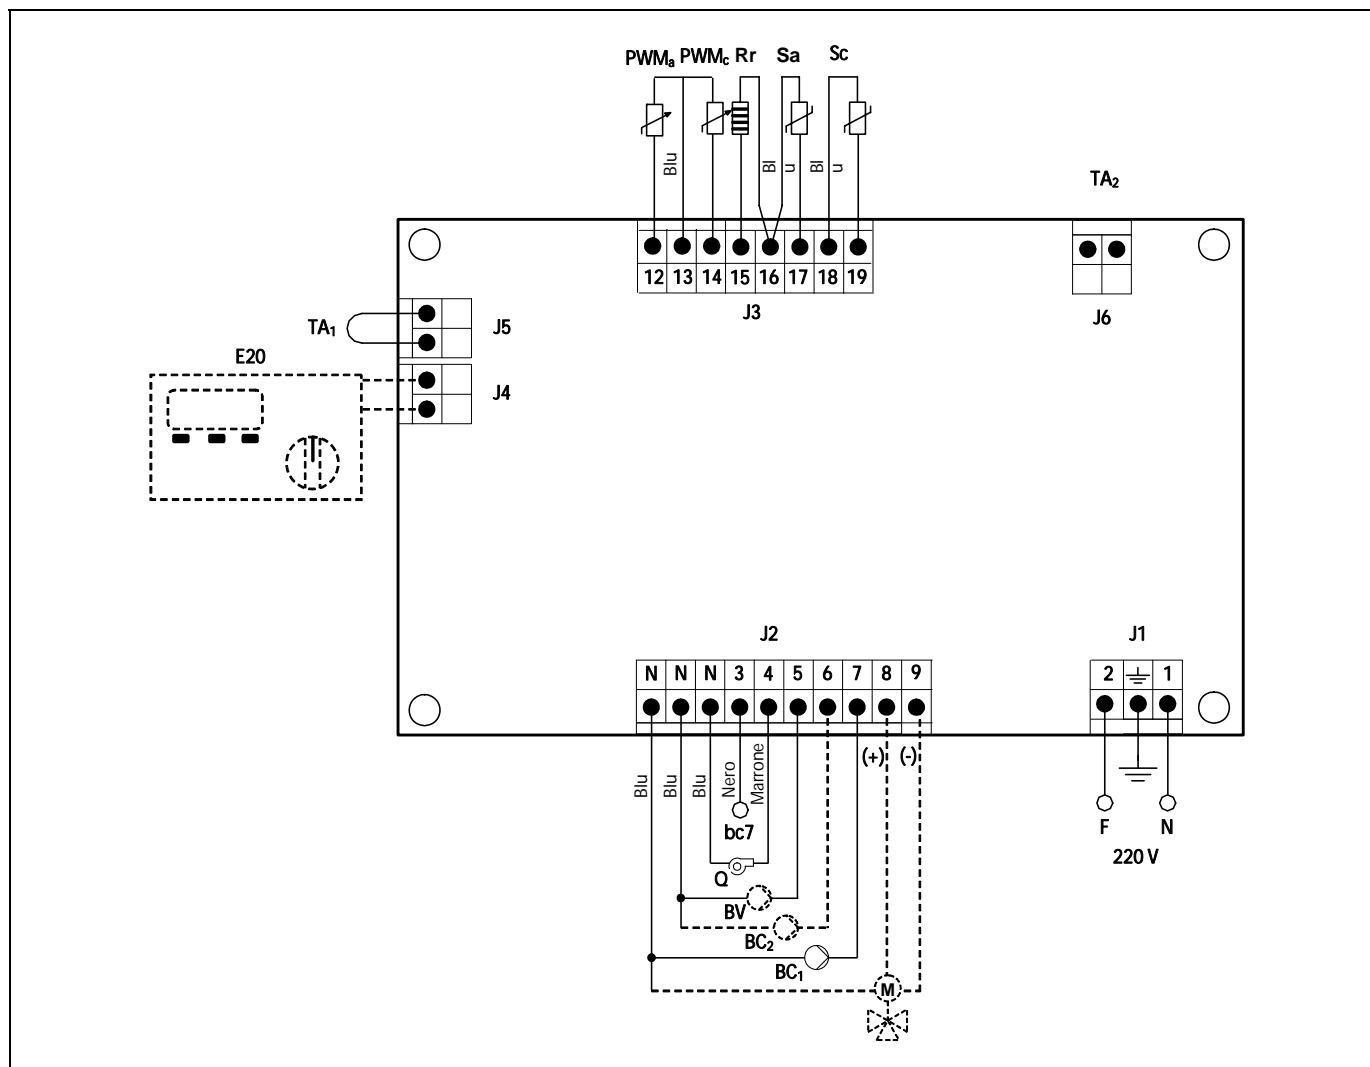 PWMa PWMc Rr Sa Sc
Blu Bl u Bl u
TA2
12 13 14 15 16 17 18 19
J3
J6
TA1 J5
E20
J4
J2 J1
N N N 3 4 5 6 7 8 9
2 1
(+) (-)
Blu Blu Blu Nero Marrone
bc7
F N
220 V
Q
BV
BC2
BC1
M